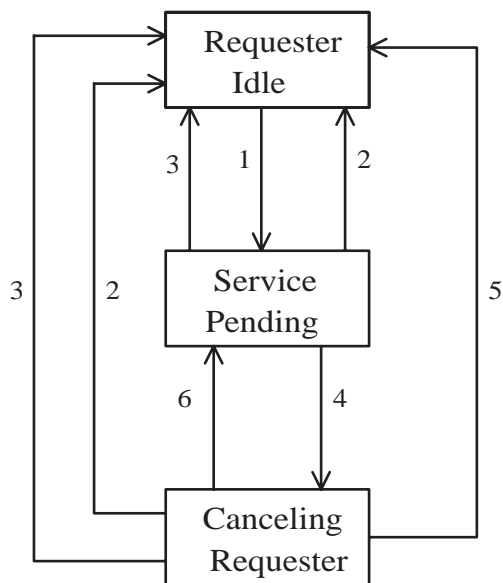 Requester
Idle
3
1
2
Service
Pending
3
2
5
6
4
Canceling
Requester